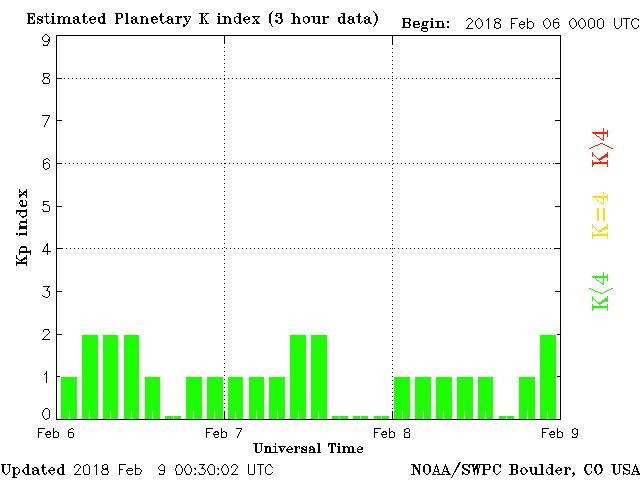 Estimated Planetary K index (3 hour data) Begin: 2018 Feb 06 0000 UTC
9
8
7
6
5
4
3
2
1
0
Kp index
K>4
K=4
K<4
Feb 6 Feb 7 Feb 8 Feb 9
Universal Time
Updated 2018 Feb 9 00:30:02 UTC NOAA/SWPC Boulder, CO USA